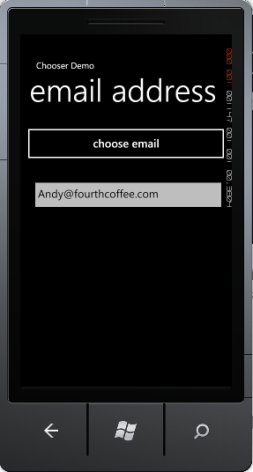 Chooser Demo
email address
choose email
Andy@fourthcoffee.com